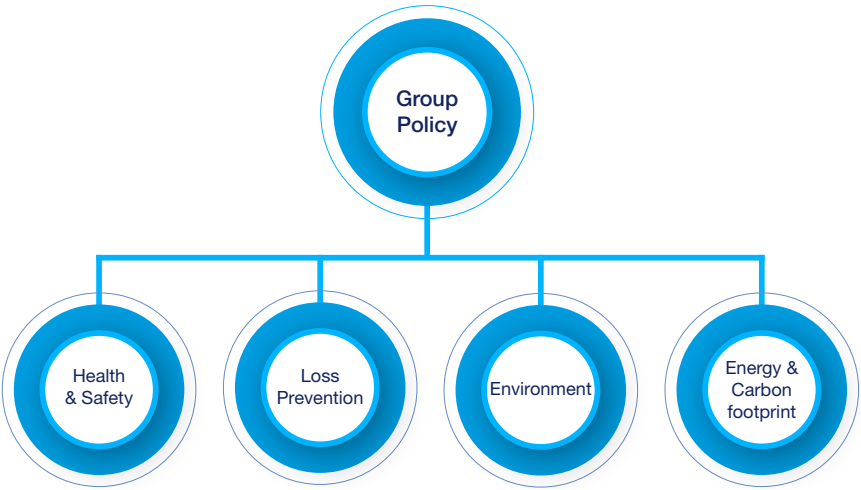 Group
Policy
Health
& Safety
Loss
Prevention
Environment
Energy &
Carbon
footprint